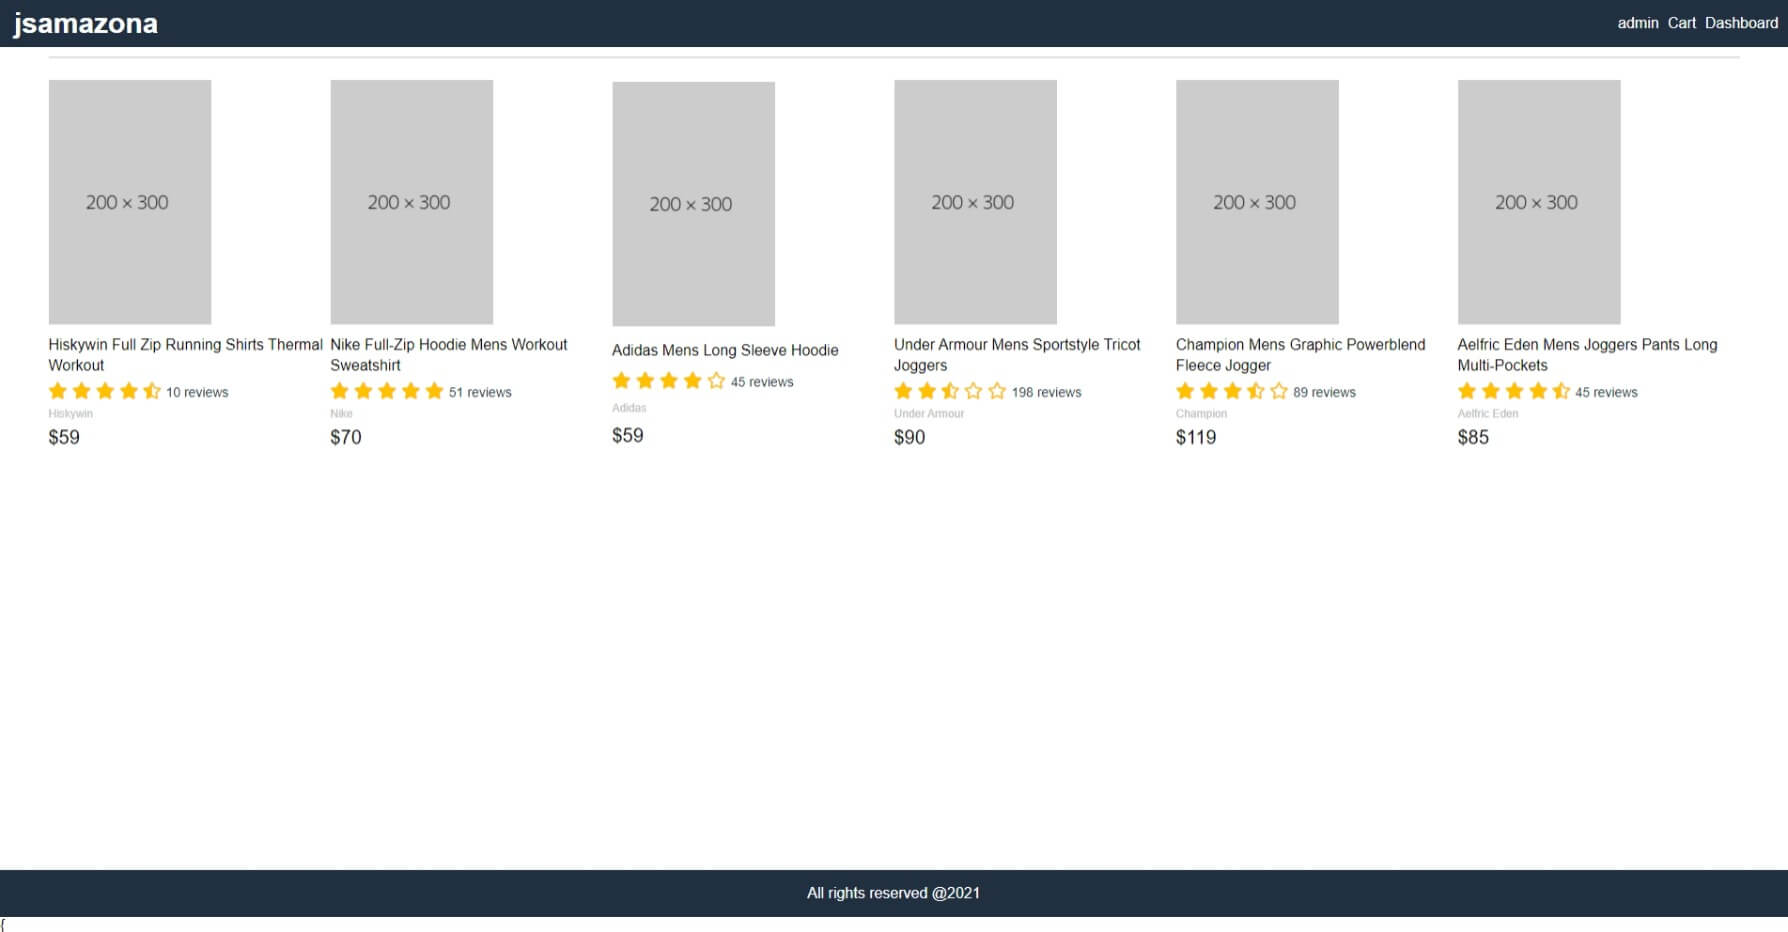 jsamazona
admin Cart Dashboard
200 × 300
200 × 300
200 × 300
200 × 300
200 × 300
200 × 300
Hiskywin Full Zip Running Shirts Thermal
Workout
10 reviews
Hiskywin
$59
Nike Full-Zip Hoodie Mens Workout
Sweatshirt
51 reviews
Nike
$70
Adidas Mens Long Sleeve Hoodie
45 reviews
Adidas
$59
Under Armour Mens Sportstyle Tricot
Joggers
198 reviews
Under Armour
$90
Champion Mens Graphic Powerblend
Fleece Jogger
89 reviews
Champion
$119
Aelfric Eden Mens Joggers Pants Long
Multi-Pockets
45 reviews
Aelfric Eden
$85
All rights reserved @2021
{